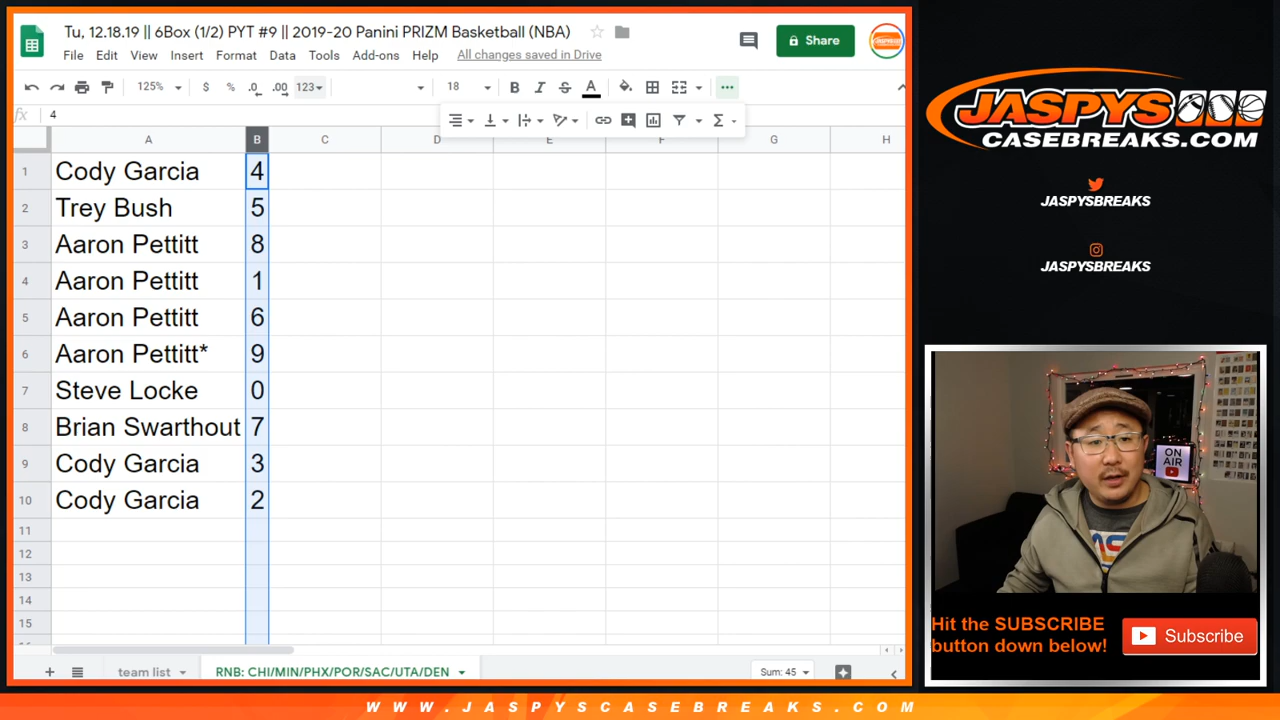 Tu, 12.18.19 || 6Box (1/2) PYT #9 || 2019-20 Panini PRIZM Basketball (NBA)
File Edit View Insert Format Data Tools Add-ons Help All changes saved in Drive
Share
125% $ % .0 .00 123 18 B I S A
fx 4
A B C D E F G H
1 Cody Garcia 4
2 Trey Bush 5
3 Aaron Pettitt 8
4 Aaron Pettitt 1
5 Aaron Pettitt 6
6 Aaron Pettitt* 9
7 Steve Locke 0
8 Brian Swarthout 7
9 Cody Garcia 3
10 Cody Garcia 2
11
12
13
14
15
team list RNB: CHI/MIN/PHX/POR/SAC/UTA/DEN Sum: 45
JASPYS
CASEBREAKS.COM
JASPYSBREAKS
JASPYSBREAKS
ON
AIR
Hit the SUBSCRIBE
button down below!
Subscribe
WWW.JASPYSCASEBREAKS.COM